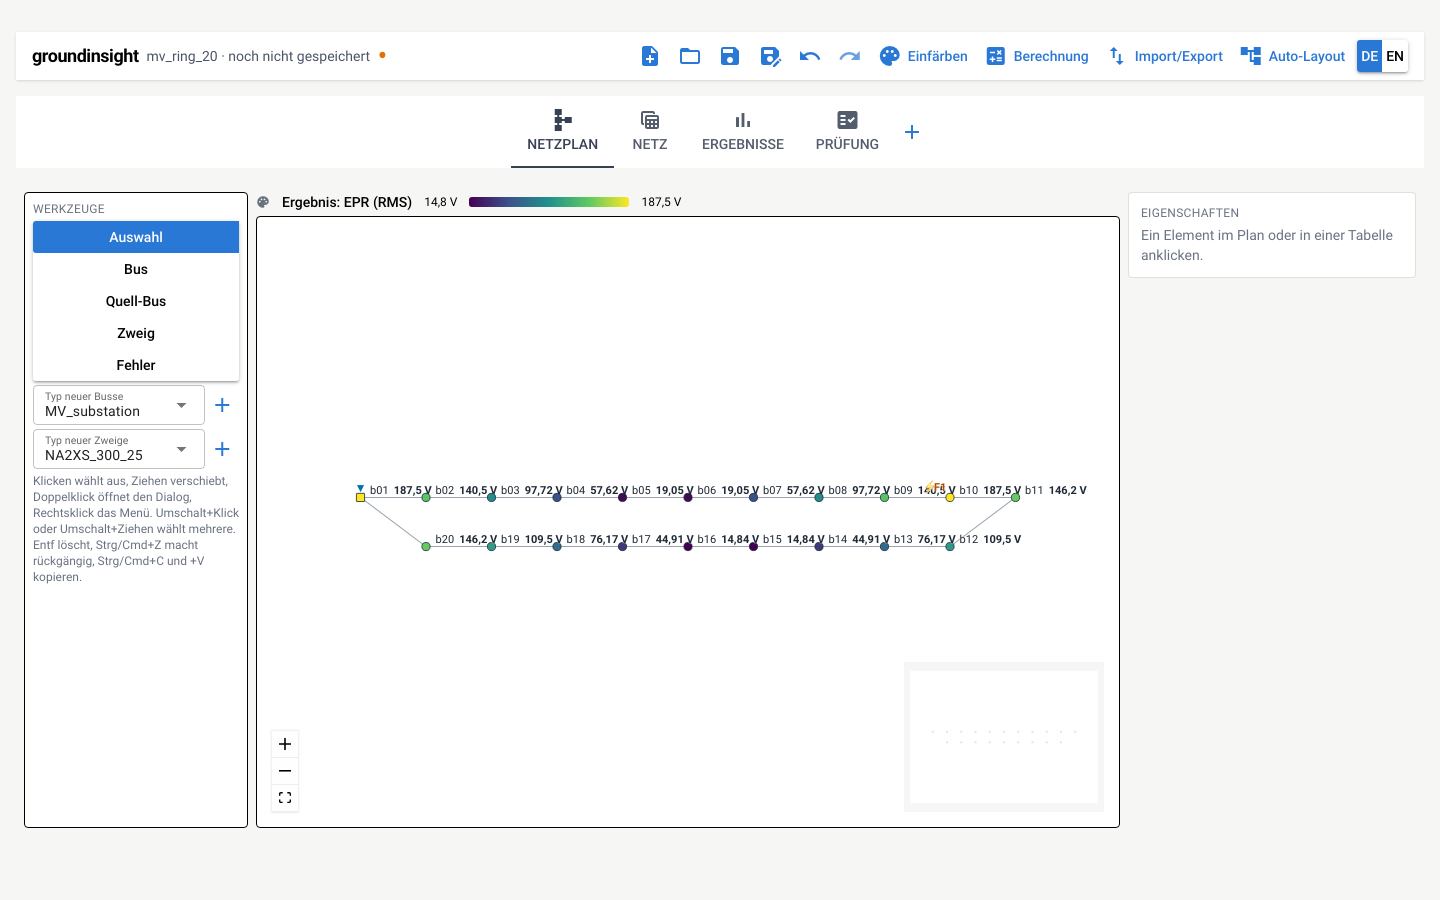 groundinsight mv_ring_20 · noch nicht gespeichert
Einfärben
Berechnung
Import/Export
Auto-Layout
DE EN
NETZPLAN
NETZ
ERGEBNISSE
PRÜFUNG
WERKZEUGE
Auswahl
Bus
Quell-Bus
Zweig
Fehler
Typ neuer Busse
MV_substation
Typ neuer Zweige
NA2XS_300_25
Klicken wählt aus, Ziehen verschiebt,
Doppelklick öffnet den Dialog,
Rechtsklick das Menü. Umschalt+Klick
oder Umschalt+Ziehen wählt mehrere.
Entf löscht, Strg/Cmd+Z macht
rückgängig, Strg/Cmd+C und +V
kopieren.
Ergebnis: EPR (RMS) 14,8 V 187,5 V
b01 187,5 V b02 140,5 V b03 97,72 V b04 57,62 V b05 19,05 V b06 19,05 V b07 57,62 V b08 97,72 V b09 140,5 V b10 187,5 V b11 146,2 V
F1
b20 146,2 V b19 109,5 V b18 76,17 V b17 44,91 V b16 14,84 V b15 14,84 V b14 44,91 V b13 76,17 V b12 109,5 V
EIGENSCHAFTEN
Ein Element im Plan oder in einer Tabelle
anklicken.